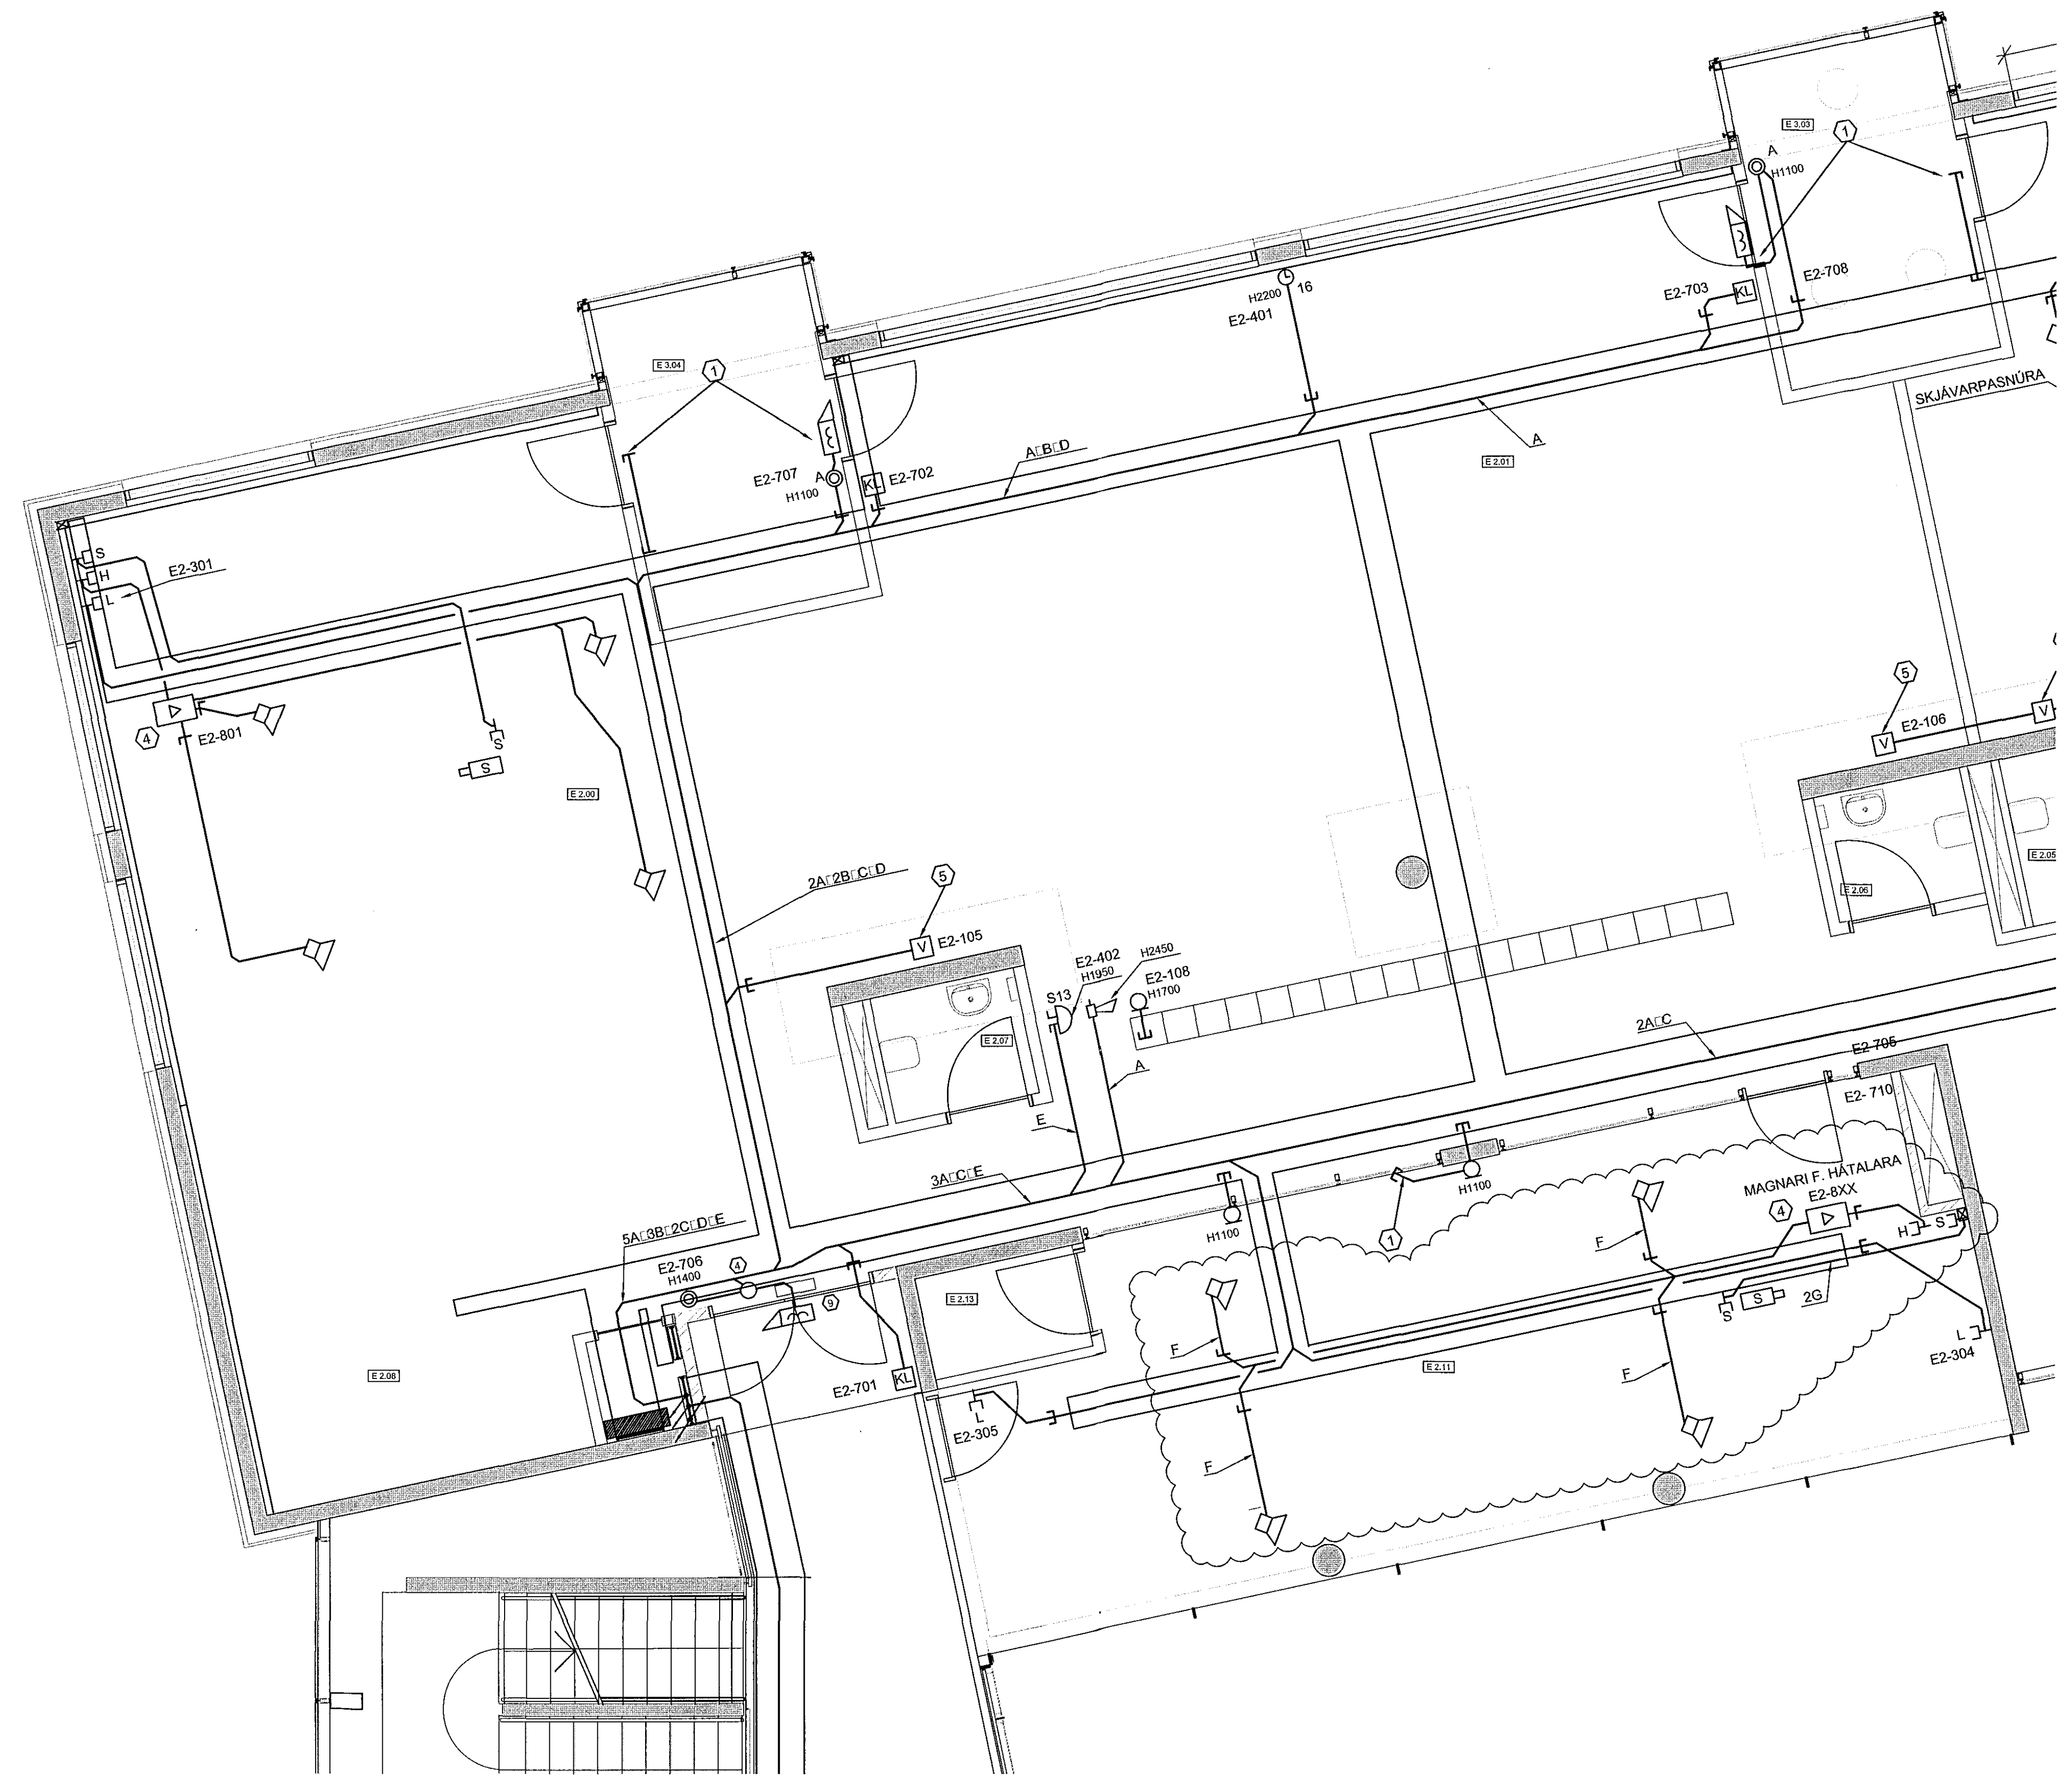 E 3.03
1
A
H1100
E2-708
E2-703
KL
H2200
16
E2-401
SKJÁVARPASNÚRA
E 3.04
1
A
E 2.01
A□B□D
E2-707
A
H1100
KL
E2-702
S
H
L
E2-301
4
E2-801
S
S
E 2.00
5
E2-106
V
V
E 2.06
E 2.05
2A□2B□C□D
5
V
E2-105
E2-402
H1950
H2450
S13
E2-108
H1700
E 2.07
A
E
2A□C
E2-705
E2- 710
3A□C□E
H1100
1
MAGNARI F. HÁTALARA
E2-8XX
4
H
S
5A□3B□2C□D□E
E2-706
H1400
4
9
H1100
F
E 2.13
F
S
S
2G
L
E2-304
E 2.11
F
E 2.08
E2-701
KL
L
E2-305
F